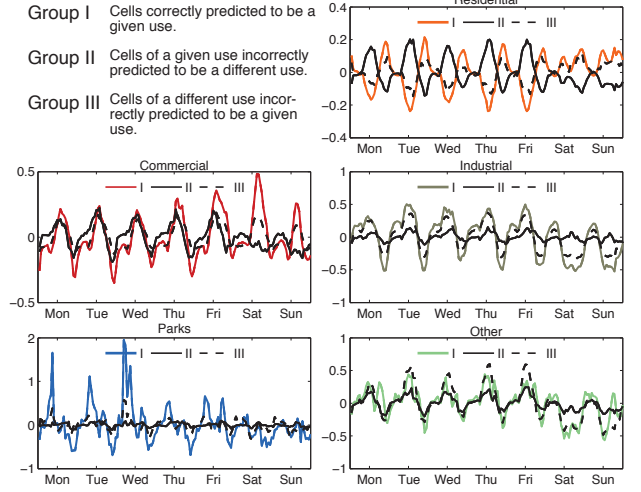 Group I Cells correctly predicted to be a
given use.
Group II Cells of a given use incorrectly
predicted to be a different use.
Group III Cells of a different use incor-
rectly predicted to be a given
use.
Residential
I II III
0.4
0.2
0
-0.2
-0.4
Mon Tue Wed Thu Fri Sat Sun
Commercial
I II III
0.5
0
-0.5
Mon Tue Wed Thu Fri Sat Sun
Industrial
I II III
1
0.5
0
-0.5
-1
Mon Tue Wed Thu Fri Sat Sun
Parks
I II III
2
1
0
-1
Mon Tue Wed Thu Fri Sat Sun
Other
I II III
1
0.5
0
-0.5
-1
Mon Tue Wed Thu Fri Sat Sun